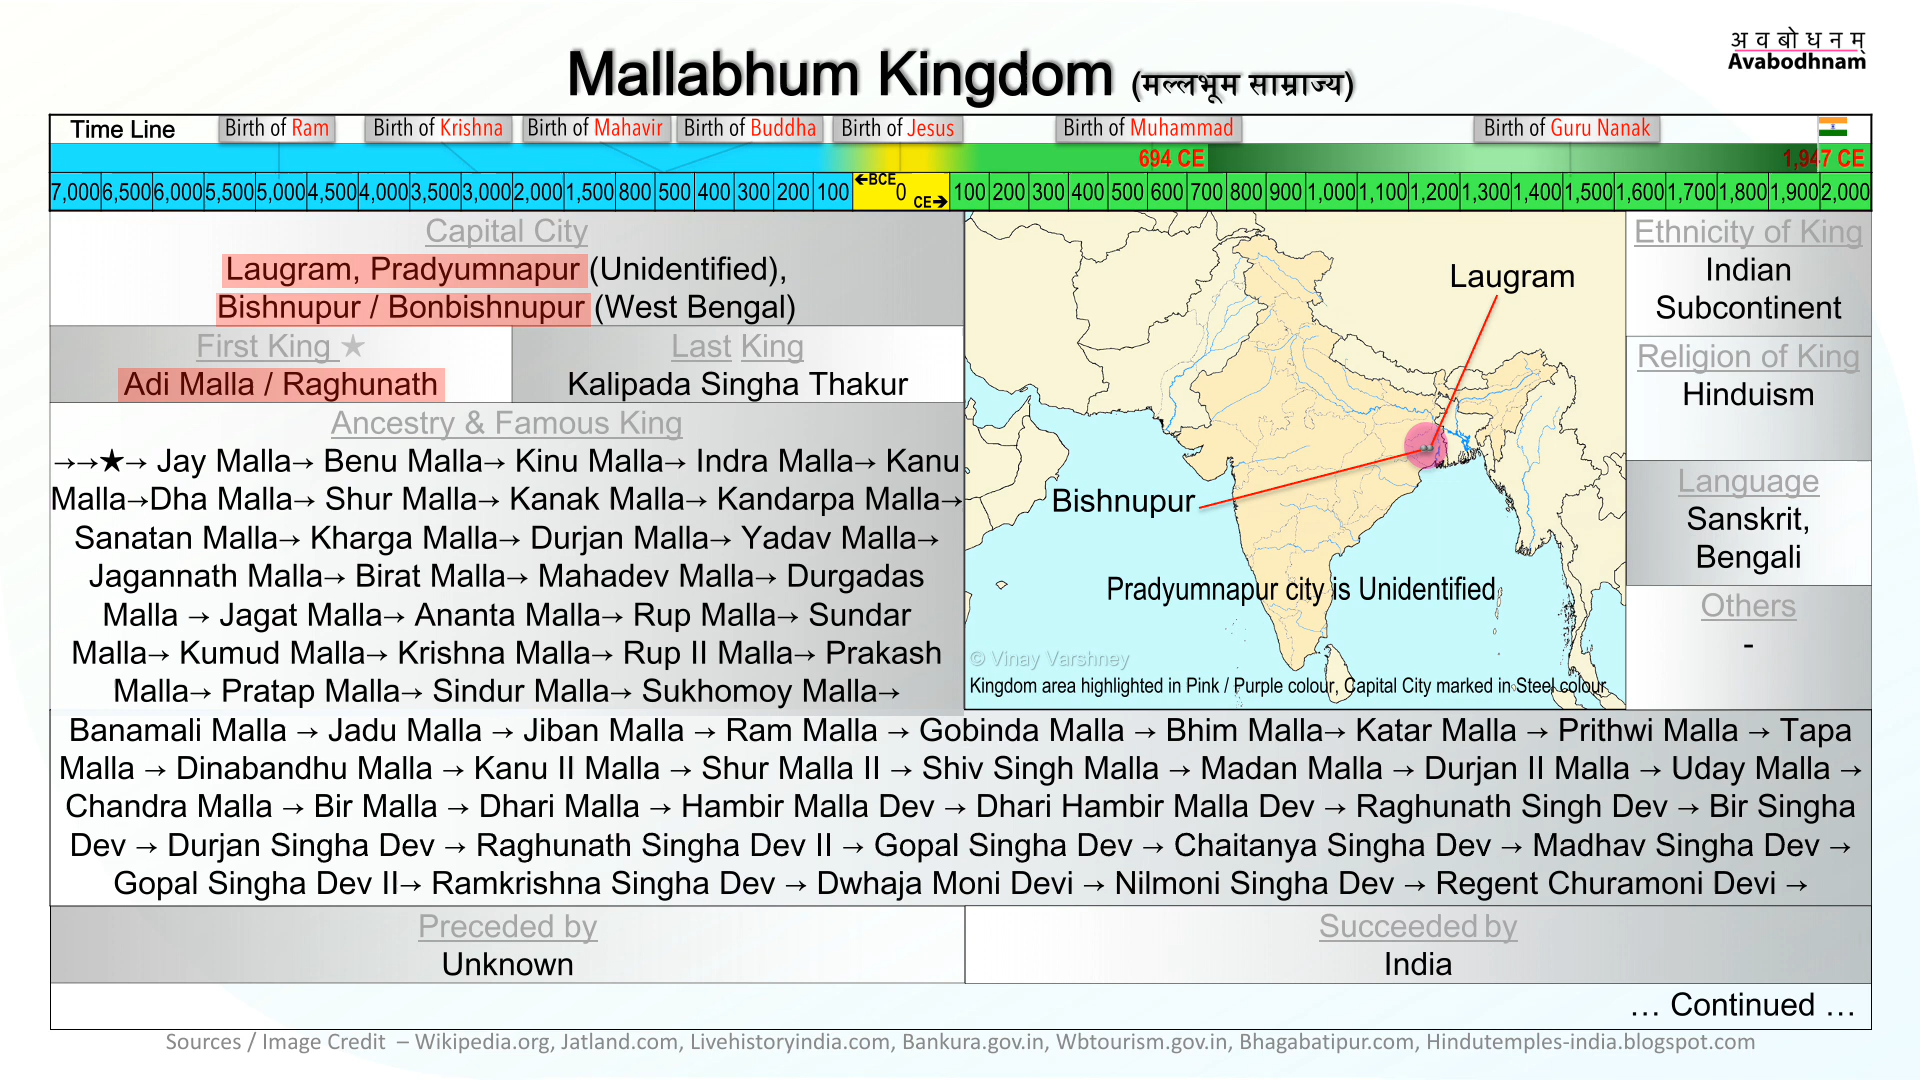 अ व बो ध न म्
Avabodhnam
Mallabhum Kingdom (मल्लभूम साम्राज्य)
Time Line
Birth of Ram
Birth of Krishna
Birth of Mahavir
Birth of Buddha
Birth of Jesus
Birth of Muhammad
Birth of Guru Nanak
694 CE
1,947 CE
7,000 6,500 6,000 5,500 5,000 4,500 4,000 3,500 3,000 2,000 1,500 800 500 400 300 200 100 ←BCE 0 CE→ 100 200 300 400 500 600 700 800 900 1,000 1,100 1,200 1,300 1,400 1,500 1,600 1,700 1,800 1,900 2,000
Capital City
Laugram, Pradyumnapur (Unidentified),
Bishnupur / Bonbishnupur (West Bengal)
First King ★
Adi Malla / Raghunath
Last King
Kalipada Singha Thakur
Ancestry & Famous King
→→★→ Jay Malla→ Benu Malla→ Kinu Malla→ Indra Malla→ Kanu
Malla→Dha Malla→ Shur Malla→ Kanak Malla→ Kandarpa Malla→
Sanatan Malla→ Kharga Malla→ Durjan Malla→ Yadav Malla→
Jagannath Malla→ Birat Malla→ Mahadev Malla→ Durgadas
Malla → Jagat Malla→ Ananta Malla→ Rup Malla→ Sundar
Malla→ Kumud Malla→ Krishna Malla→ Rup II Malla→ Prakash
Malla→ Pratap Malla→ Sindur Malla→ Sukhomoy Malla→
Banamali Malla → Jadu Malla → Jiban Malla → Ram Malla → Gobinda Malla → Bhim Malla→ Katar Malla → Prithwi Malla → Tapa
Malla → Dinabandhu Malla → Kanu II Malla → Shur Malla II → Shiv Singh Malla → Madan Malla → Durjan II Malla → Uday Malla →
Chandra Malla → Bir Malla → Dhari Malla → Hambir Malla Dev → Dhari Hambir Malla Dev → Raghunath Singh Dev → Bir Singha
Dev → Durjan Singha Dev → Raghunath Singha Dev II → Gopal Singha Dev → Chaitanya Singha Dev → Madhav Singha Dev →
Gopal Singha Dev II→ Ramkrishna Singha Dev → Dwhaja Moni Devi → Nilmoni Singha Dev → Regent Churamoni Devi →
Laugram
Bishnupur
Pradyumnapur city is Unidentified
© Vinay Varshney
Kingdom area highlighted in Pink / Purple colour, Capital City marked in Steel colour
Ethnicity of King
Indian
Subcontinent
Religion of King
Hinduism
Language
Sanskrit,
Bengali
Others
-
Preceded by
Unknown
Succeeded by
India
… Continued …
Sources / Image Credit – Wikipedia.org, Jatland.com, Livehistoryindia.com, Bankura.gov.in, Wbtourism.gov.in, Bhagabatipur.com, Hindutemples-india.blogspot.com